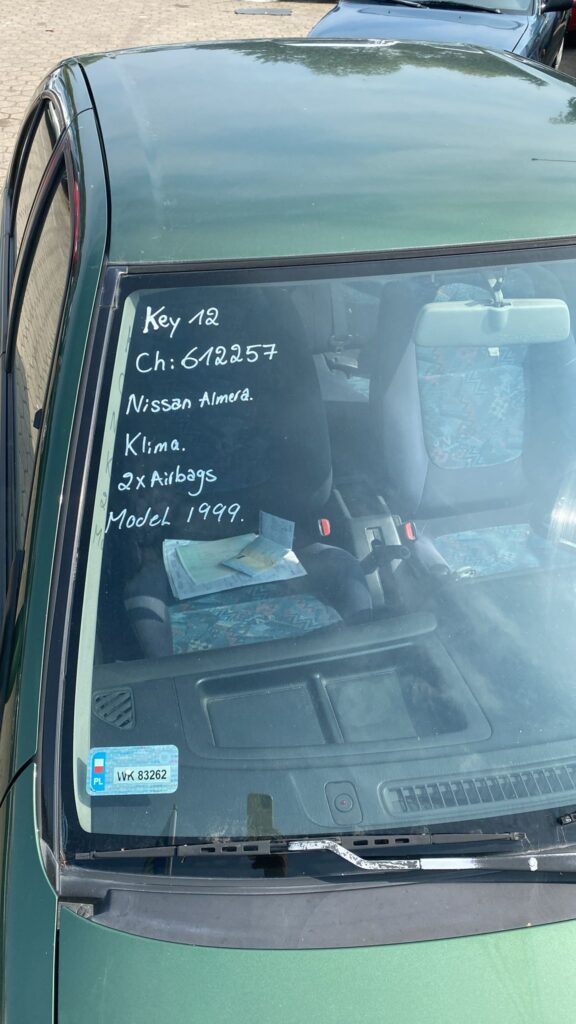 Key 12
Ch: 612257
Nissan Almera.
Klima.
2x Airbags
Model 1999.
PL WK 83262